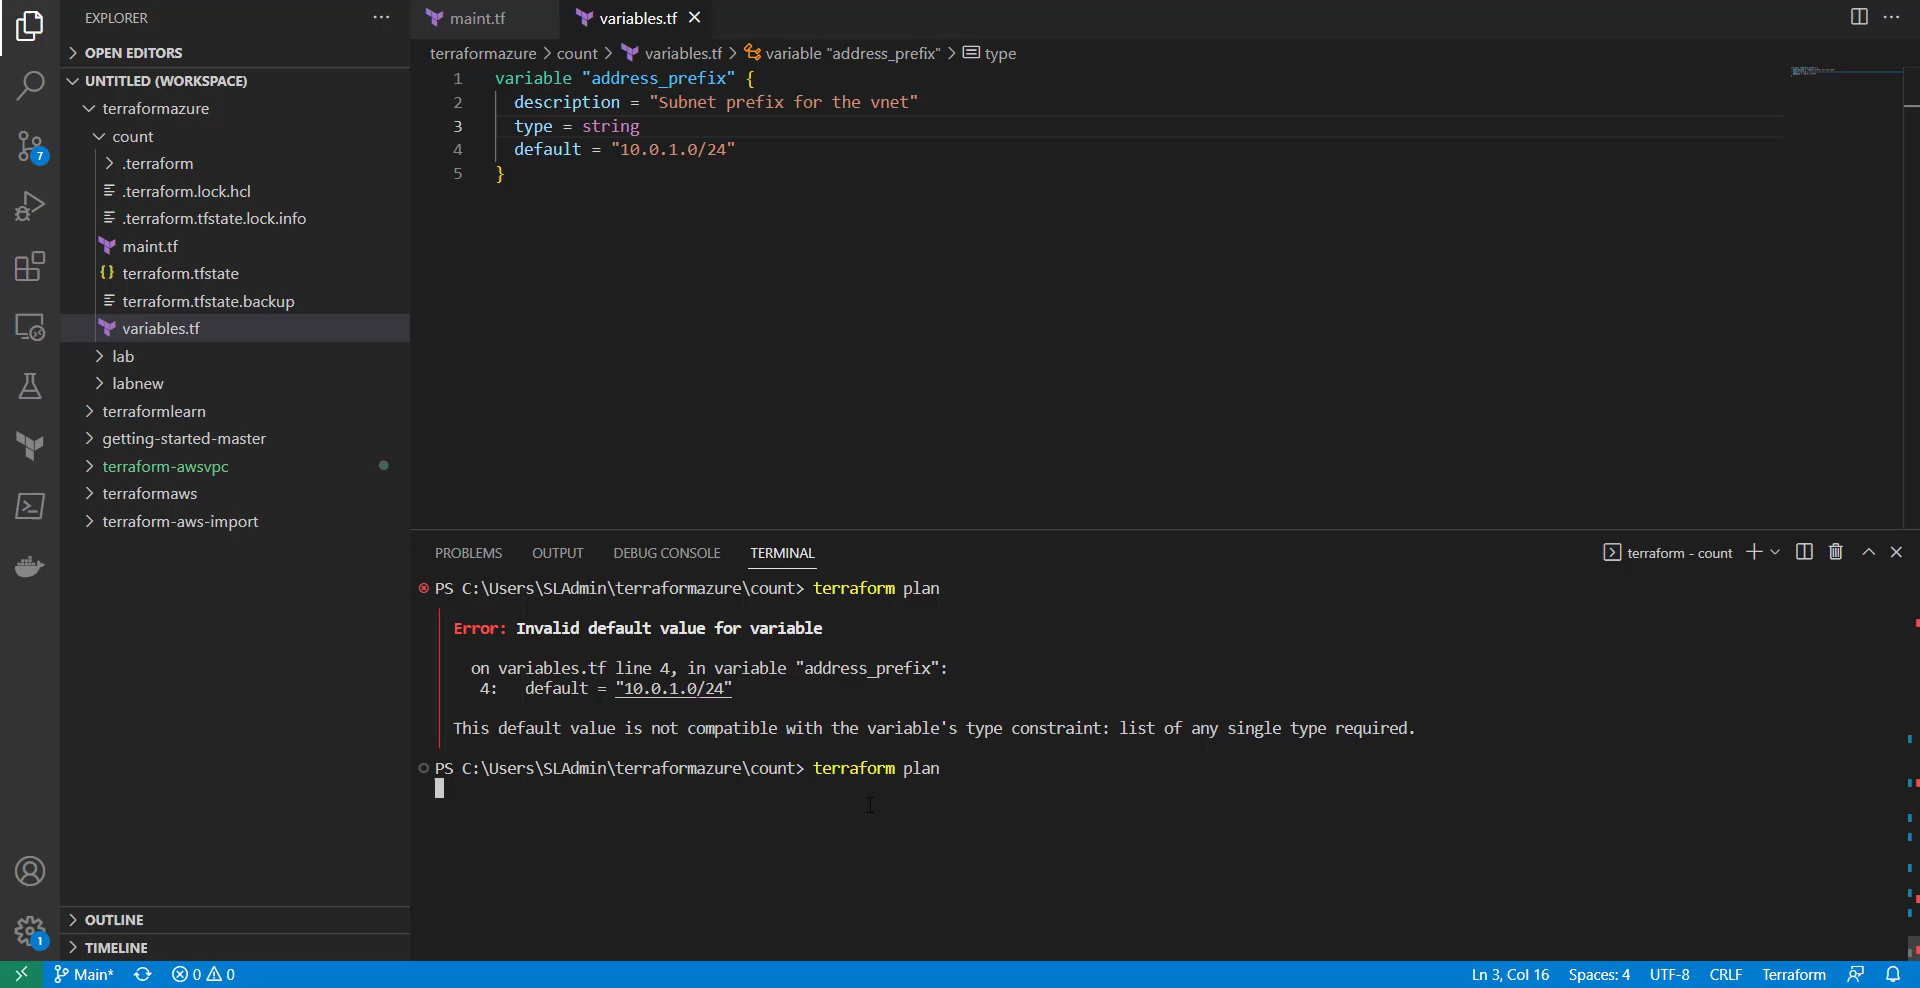 EXPLORER
OPEN EDITORS
UNTITLED (WORKSPACE)
terraformazure
count
.terraform
.terraform.lock.hcl
.terraform.tfstate.lock.info
maint.tf
terraform.tfstate
terraform.tfstate.backup
variables.tf
lab
labnew
terraformlearn
getting-started-master
terraform-awsvpc
terraformaws
terraform-aws-import
OUTLINE
TIMELINE
7
1
maint.tf
variables.tf
terraformazure > count > variables.tf > variable "address_prefix" > type
1 variable "address_prefix" {
2 description = "Subnet prefix for the vnet"
3 type = string
4 default = "10.0.1.0/24"
5 }
PROBLEMS OUTPUT DEBUG CONSOLE TERMINAL
terraform - count
PS C:\Users\SLAdmin\terraformazure\count> terraform plan
Error: Invalid default value for variable
on variables.tf line 4, in variable "address_prefix":
4: default = "10.0.1.0/24"
This default value is not compatible with the variable's type constraint: list of any single type required.
PS C:\Users\SLAdmin\terraformazure\count> terraform plan
Main* 0 0
Ln 3, Col 16 Spaces: 4 UTF-8 CRLF Terraform